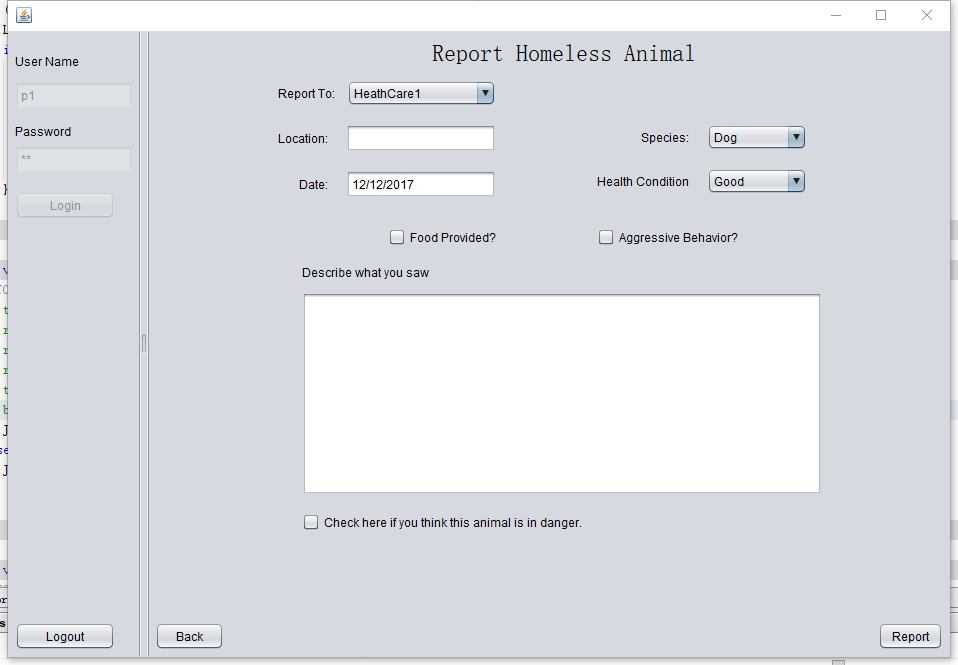 Report Homeless Animal
User Name
p1
Password
**
Login
Report To: HeathCare1
Location:
Species: Dog
Date: 12/12/2017
Health Condition Good
Food Provided?
Aggressive Behavior?
Describe what you saw
Check here if you think this animal is in danger.
Logout
Back
Report